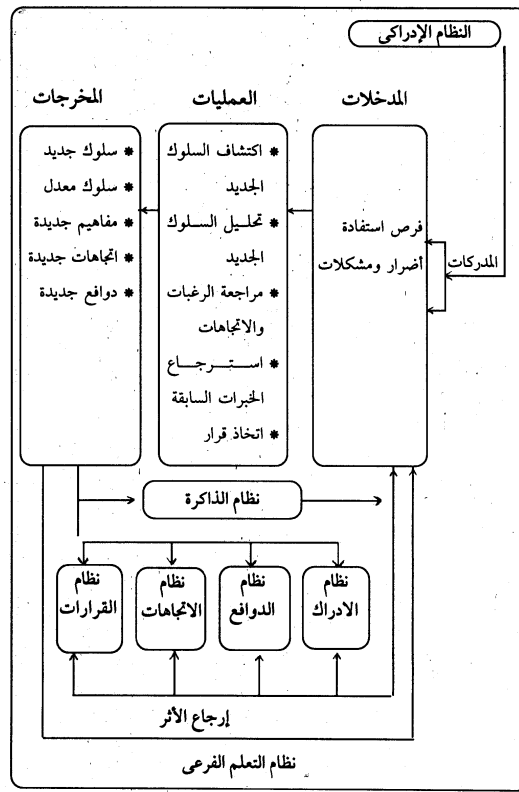 النظام الإدراكى
المدخلات
العمليات
المخرجات
فرص استفادة
أضرار ومشكلات
المدركات
* اكتشاف السلوك
الجديد
* تحليل السلوك
الجديد
* مراجعة الرغبات
والاتجاهات
* استرجاع
الخبرات السابقة
* اتخاذ قرار
* سلوك جديد
* سلوك معدل
* مفاهيم جديدة
* اتجاهات جديدة
* دوافع جديدة
نظام الذاكرة
نظام
الادراك
نظام
الدوافع
نظام
الاتجاهات
نظام
القرارات
إرجاع الأثر
نظام التعلم الفرعى